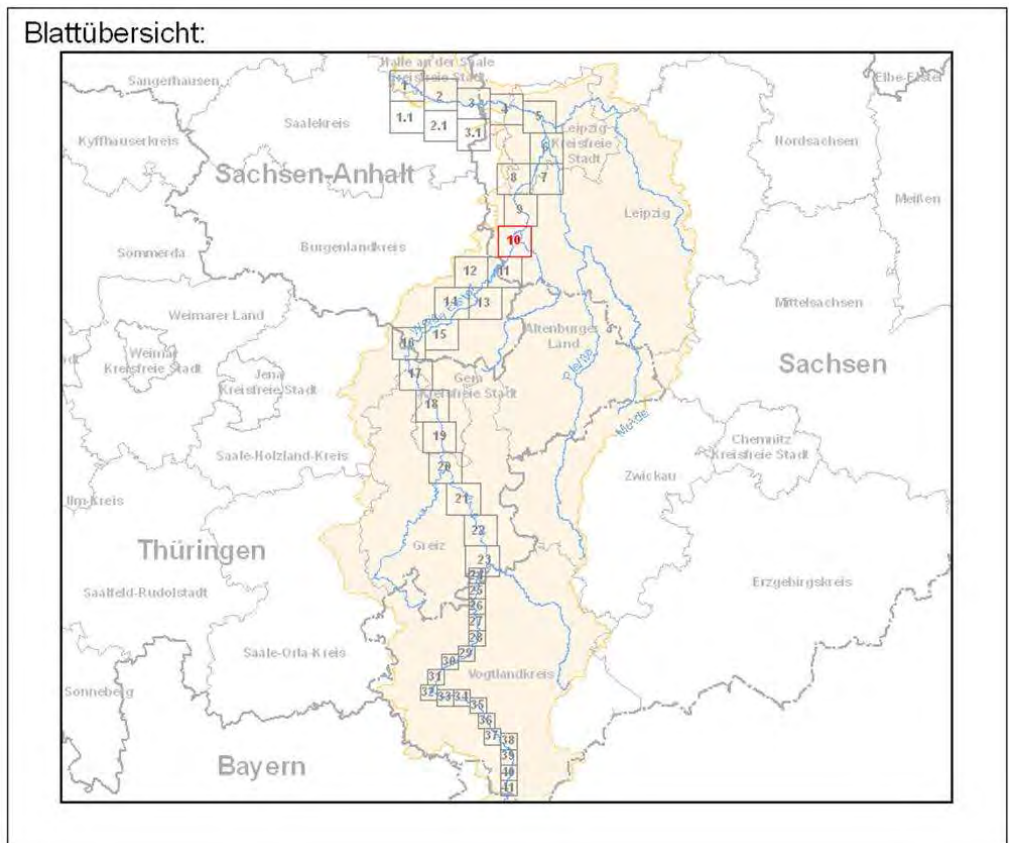 Blattübersicht:
Halle an der Saale
Kreisfreie Stadt
Sangerhausen
Elbe-Elster
1
2
3
4
5
Saalekreis
1.1
2.1
3.1
Leipzig
Kreisfreie
Stadt
Nordsachsen
Kyffhäuserkreis
6
Sachsen-Anhalt
8
7
Meißen
9
Leipzig
10
Burgenlandkreis
Sömmerda
12
11
14
13
Mittelsachsen
Weimarer Land
Weiße Elster
Altenburger
Land
15
16
Weimar
Kreisfreie Stadt
Pleiße
Sachsen
Jena
Kreisfreie Stadt
17
Gera
Kreisfreie Stadt
18
Mulde
19
Chemnitz
Kreisfreie Stadt
Saale-Holzland-Kreis
20
Zwickau
Ilm-Kreis
21
22
Thüringen
Greiz
23
24
Erzgebirgskreis
25
Saalfeld-Rudolstadt
26
27
28
Saale-Orla-Kreis
29
30
31
Vogtlandkreis
Sonneberg
32
33
34
35
36
37
38
39
Bayern
40
41